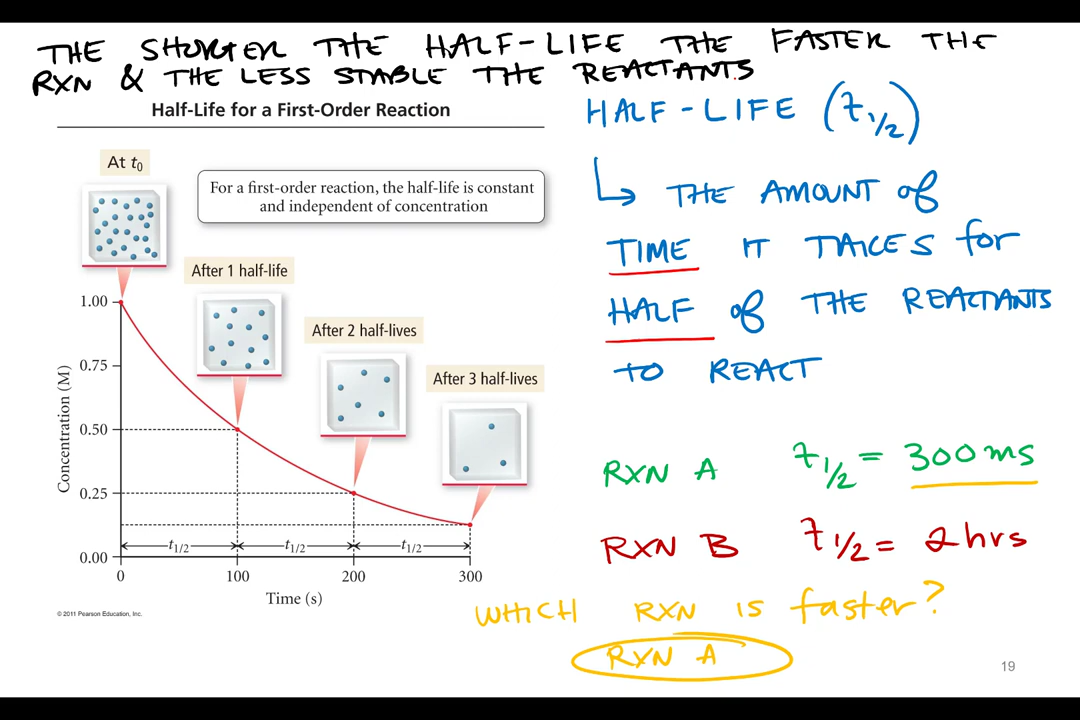 THE SHORTER THE HALF-LIFE THE FASTER THE
RXN & THE LESS STABLE THE REACTANTS
Half-Life for a First-Order Reaction
HALF-LIFE (t1/2)
↳ THE AMOUNT of
TIME IT TAKES for
HALF of THE REACTANTS
TO REACT
At t0
For a first-order reaction, the half-life is constant
and independent of concentration
After 1 half-life
After 2 half-lives
After 3 half-lives
Concentration (M)
1.00
0.75
0.50
0.25
0.00
t1/2
t1/2
t1/2
0
100
200
300
Time (s)
© 2011 Pearson Education, Inc.
RXN A t1/2 = 300 ms
RXN B t1/2 = 2 hrs
WHICH RXN IS faster?
RXN A
19